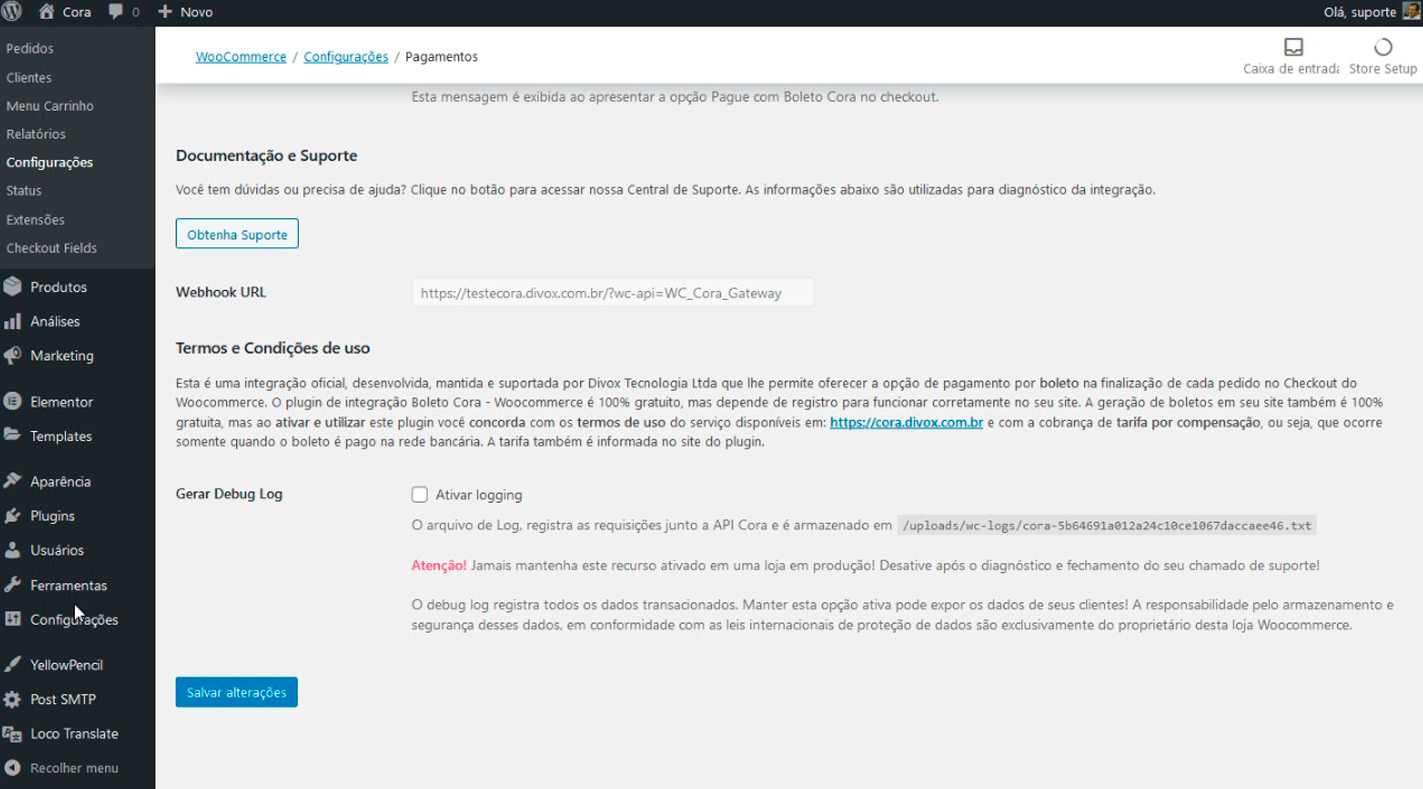 Cora
0
Novo
Olá, suporte
Pedidos
Clientes
Menu Carrinho
Relatórios
Configurações
Status
Extensões
Checkout Fields
Produtos
Análises
Marketing
Elementor
Templates
Aparência
Plugins
Usuários
Ferramentas
Configurações
YellowPencil
Post SMTP
Loco Translate
Recolher menu
WooCommerce / Configurações / Pagamentos
Caixa de entrada
Store Setup
Esta mensagem é exibida ao apresentar a opção Pague com Boleto Cora no checkout.
Documentação e Suporte
Você tem dúvidas ou precisa de ajuda? Clique no botão para acessar nossa Central de Suporte. As informações abaixo são utilizadas para diagnóstico da integração.
Obtenha Suporte
Webhook URL
https://testecora.divox.com.br/?wc-api=WC_Cora_Gateway
Termos e Condições de uso
Esta é uma integração oficial, desenvolvida, mantida e suportada por Divox Tecnologia Ltda que lhe permite oferecer a opção de pagamento por boleto na finalização de cada pedido no Checkout do
Woocommerce. O plugin de integração Boleto Cora - Woocommerce é 100% gratuito, mas depende de registro para funcionar corretamente no seu site. A geração de boletos em seu site também é 100%
gratuita, mas ao ativar e utilizar este plugin você concorda com os termos de uso do serviço disponíveis em: https://cora.divox.com.br e com a cobrança de tarifa por compensação, ou seja, que ocorre
somente quando o boleto é pago na rede bancária. A tarifa também é informada no site do plugin.
Gerar Debug Log
Ativar logging
O arquivo de Log, registra as requisições junto a API Cora e é armazenado em /uploads/wc-logs/cora-5b64691a012a24c10ce1067daccaee46.txt
Atenção! Jamais mantenha este recurso ativado em uma loja em produção! Desative após o diagnóstico e fechamento do seu chamado de suporte!
O debug log registra todos os dados transacionados. Manter esta opção ativa pode expor os dados de seus clientes! A responsabilidade pelo armazenamento e
segurança desses dados, em conformidade com as leis internacionais de proteção de dados são exclusivamente do proprietário desta loja Woocommerce.
Salvar alterações